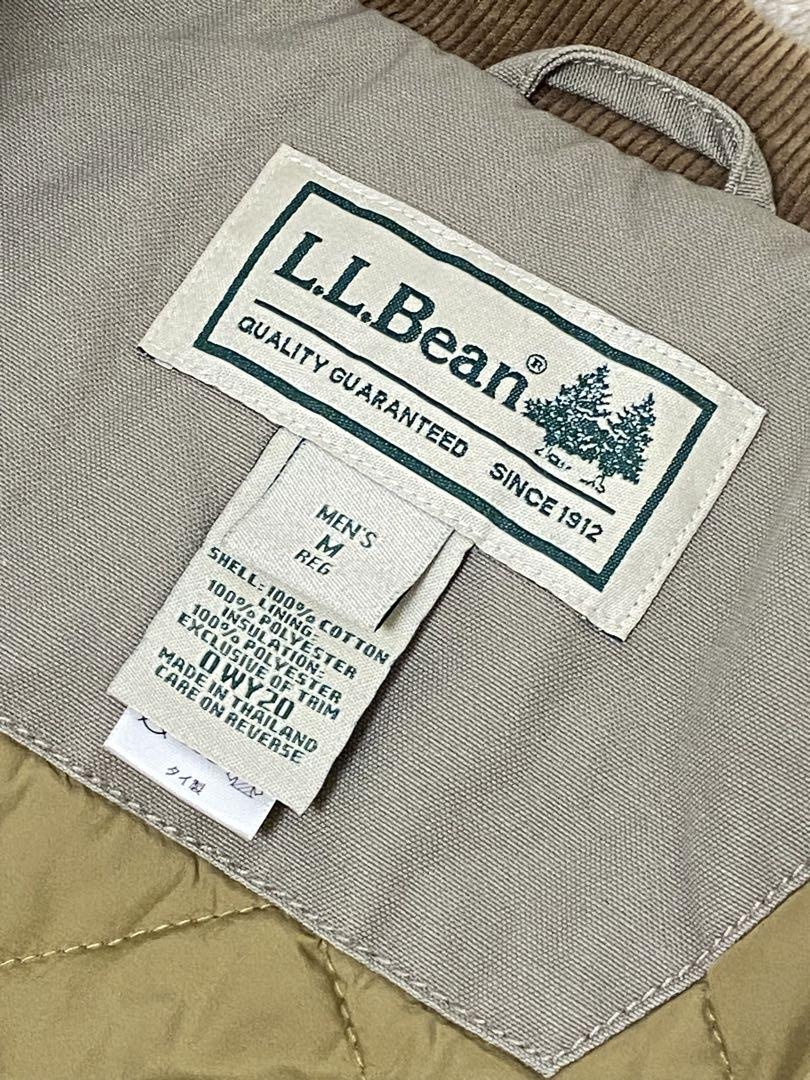 L.L.Bean®
QUALITY GUARANTEED SINCE 1912
MEN'S
M
REG
SHELL: 100% COTTON
LINING:
100% POLYESTER
INSULATION:
100% POLYESTER
EXCLUSIVE OF TRIM
0WY20
MADE IN THAILAND
CARE ON REVERSE
タイ製